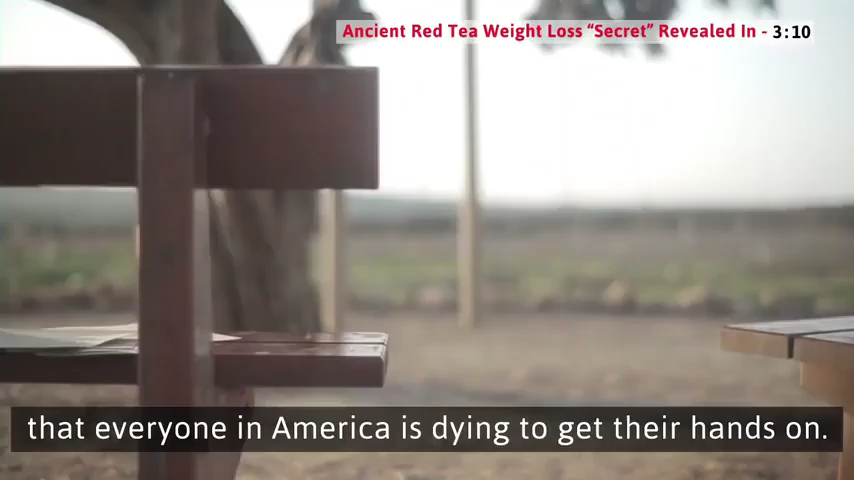 Ancient Red Tea Weight Loss “Secret” Revealed In - 3:10
that everyone in America is dying to get their hands on.